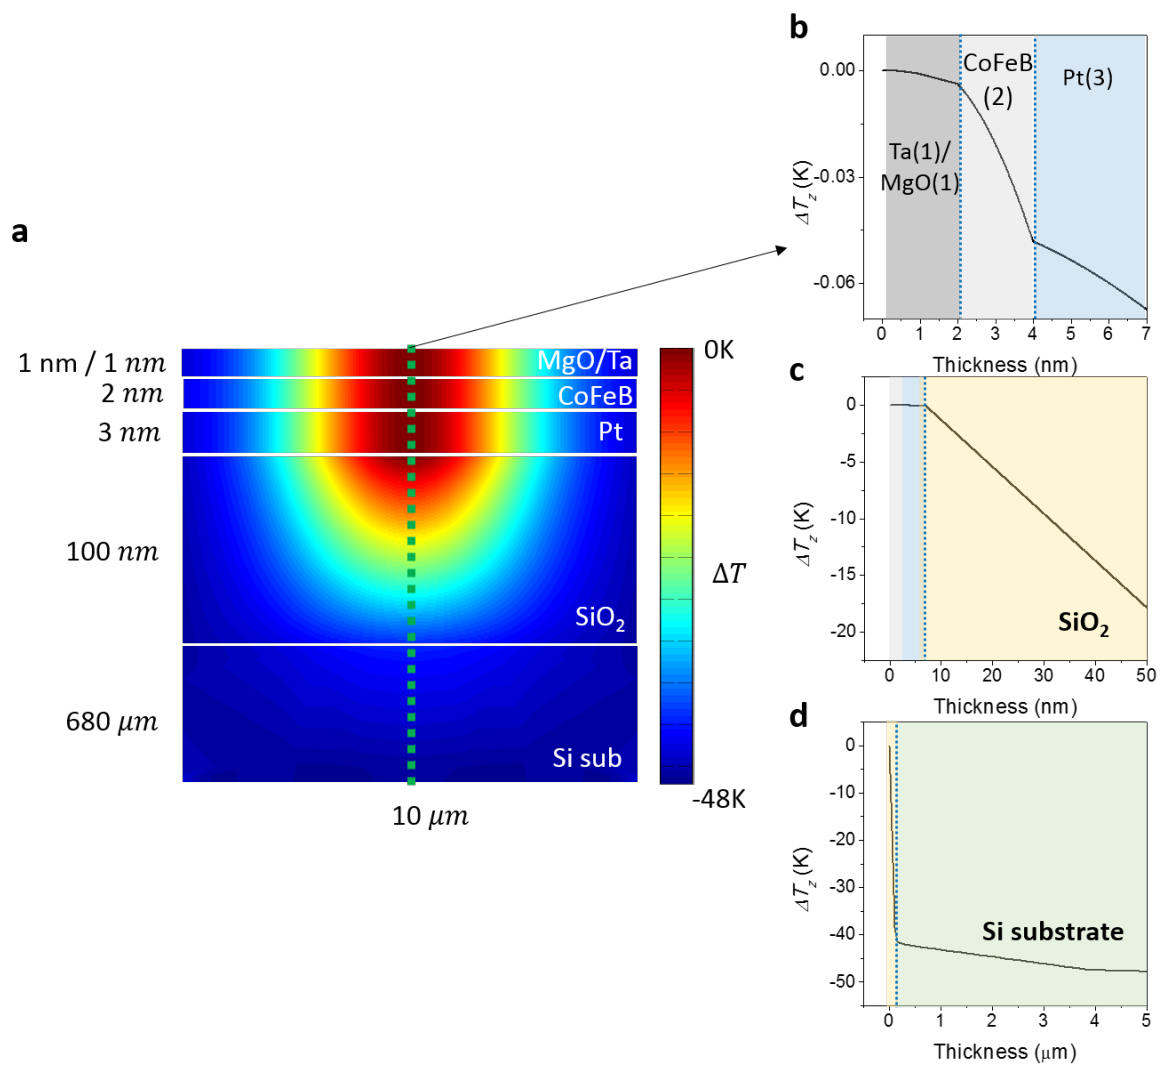 a
1 nm / 1 nm
2 nm
3 nm
100 nm
680 μm
MgO/Ta
CoFeB
Pt
SiO₂
Si sub
10 μm
0K
ΔT
-48K
b
0.00
-0.03
-0.06
ΔT_z (K)
Ta(1)/
MgO(1)
CoFeB
(2)
Pt(3)
0 1 2 3 4 5 6 7
Thickness (nm)
c
0
-5
-10
-15
-20
ΔT_z (K)
SiO₂
0 10 20 30 40 50
Thickness (nm)
d
0
-10
-20
-30
-40
-50
ΔT_z (K)
Si substrate
0 1 2 3 4 5
Thickness (μm)